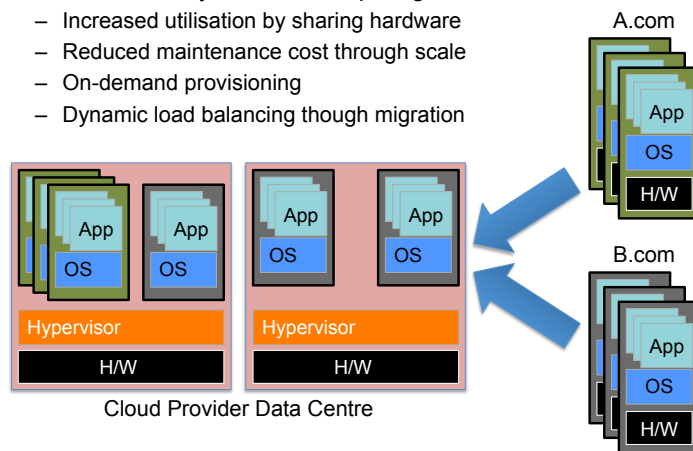 – Increased utilisation by sharing hardware
– Reduced maintenance cost through scale
– On-demand provisioning
– Dynamic load balancing though migration
A.com
App
OS
H/W
App
OS
App
OS
App
OS
App
OS
Hypervisor
H/W
Hypervisor
H/W
Cloud Provider Data Centre
B.com
App
OS
H/W